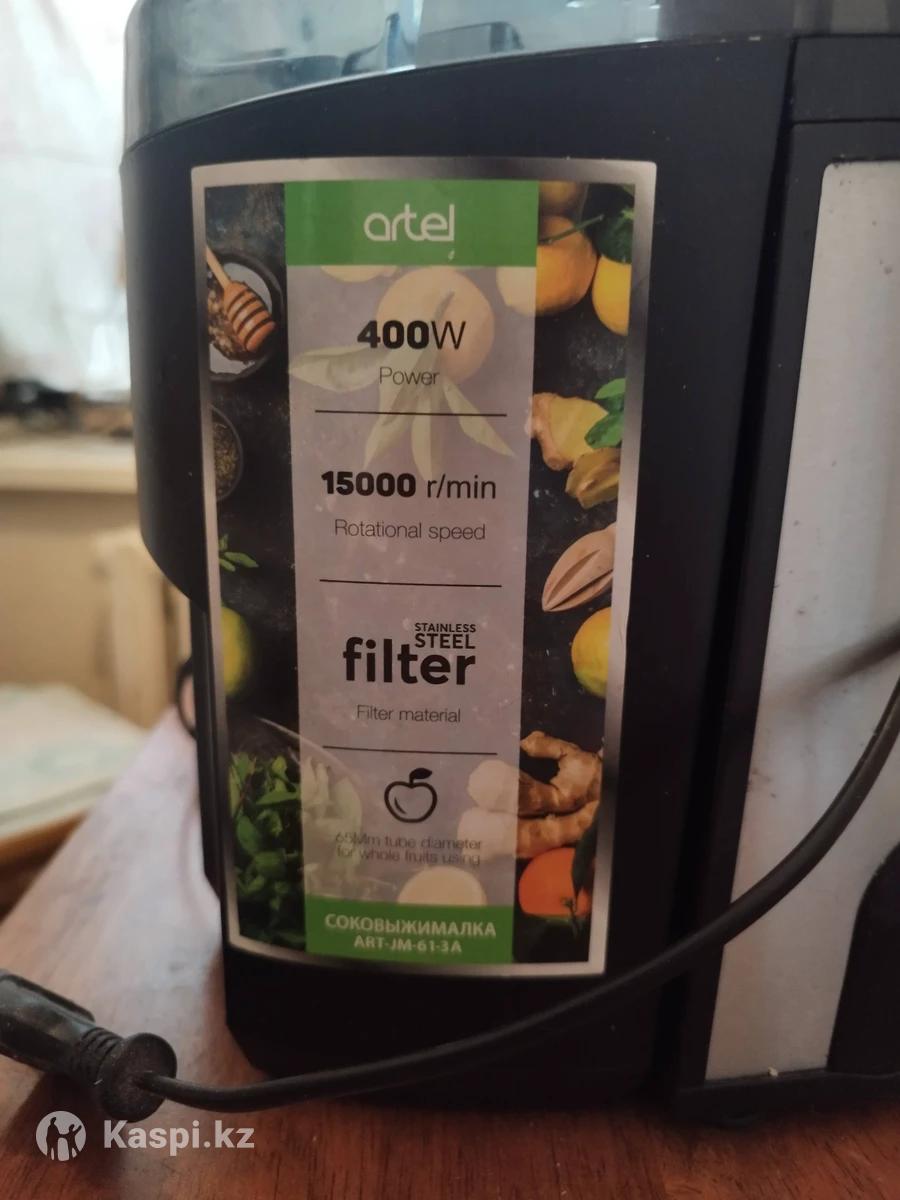 artel
400W
Power
15000 r/min
Rotational speed
STAINLESS
STEEL
filter
Filter material
65Mm tube diameter
for whole fruits using
СОКОВЫЖИМАЛКА
ART-JM-61-3A
Kaspi.kz